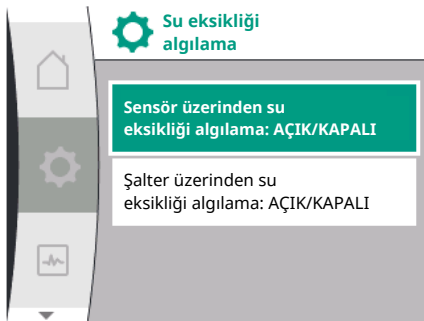 Su eksikliği
algılama
Sensör üzerinden su
eksikliği algılama: AÇIK/KAPALI
Şalter üzerinden su
eksikliği algılama: AÇIK/KAPALI